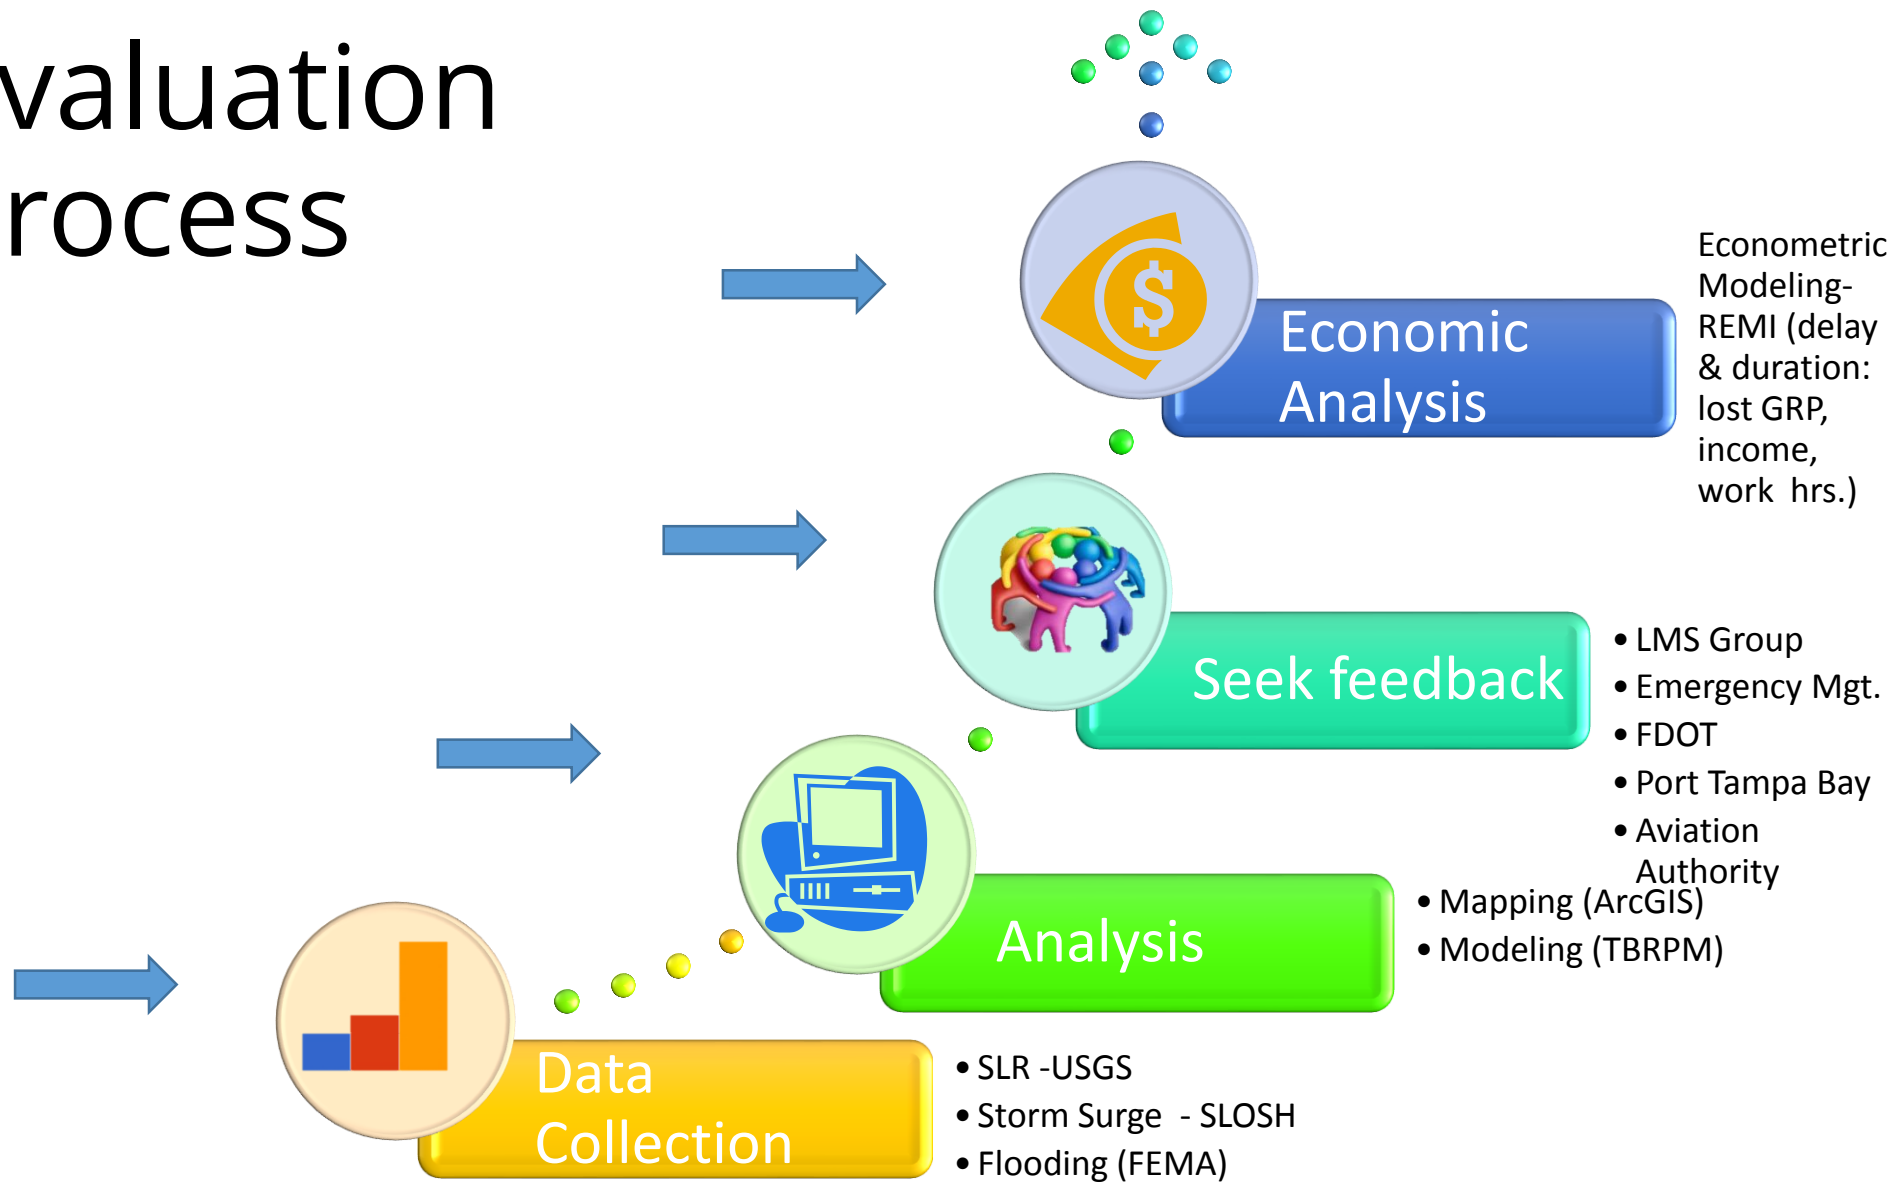 valuation
rocess
Economic
Analysis
Econometric
Modeling-
REMI (delay
& duration:
lost GRP,
income,
work  hrs.)
Seek feedback
• LMS Group
• Emergency Mgt.
• FDOT
• Port Tampa Bay
• Aviation
Authority
Analysis
• Mapping (ArcGIS)
• Modeling (TBRPM)
Data
Collection
• SLR -USGS
• Storm Surge  - SLOSH
• Flooding (FEMA)
$